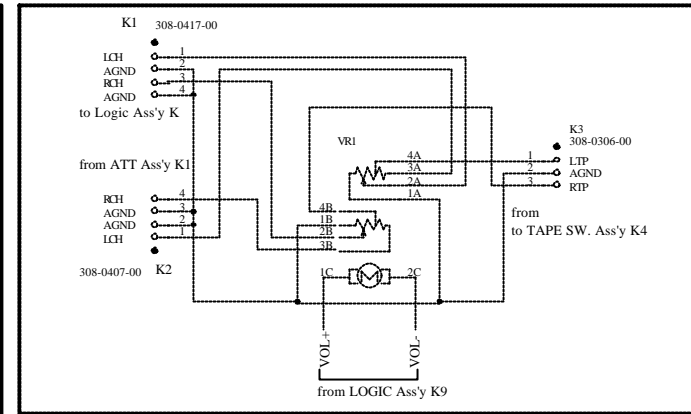 K1 308-0417-00
LCH 1
AGND 2
RCH 3
AGND 4
to Logic Ass'y K
from ATT Ass'y K1
RCH 4
AGND 3
AGND 2
LCH 1
308-0407-00 K2
VR1
4A
3A
2A
1A
4B
1B
2B
3B
1C 2C
K3
308-0306-00
1 LTP
2 AGND
3 RTP
from
to TAPE SW. Ass'y K4
VOL+
VOL-
from LOGIC Ass'y K9